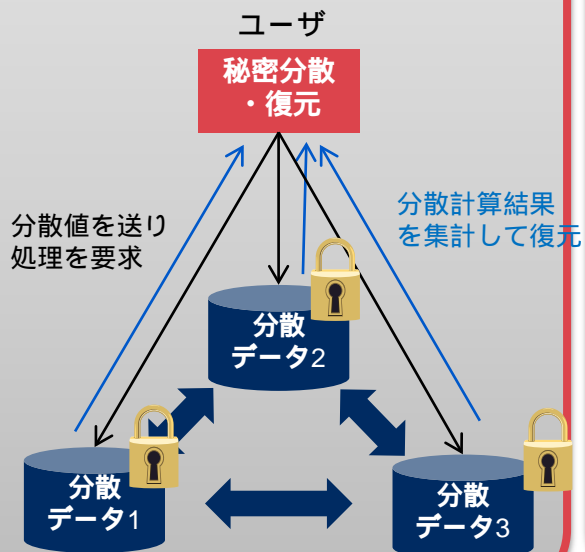 ユーザ
秘密分散
・復元
分散値を送り
処理を要求
分散計算結果
を集計して復元
分散
データ2
分散
データ1
分散
データ3